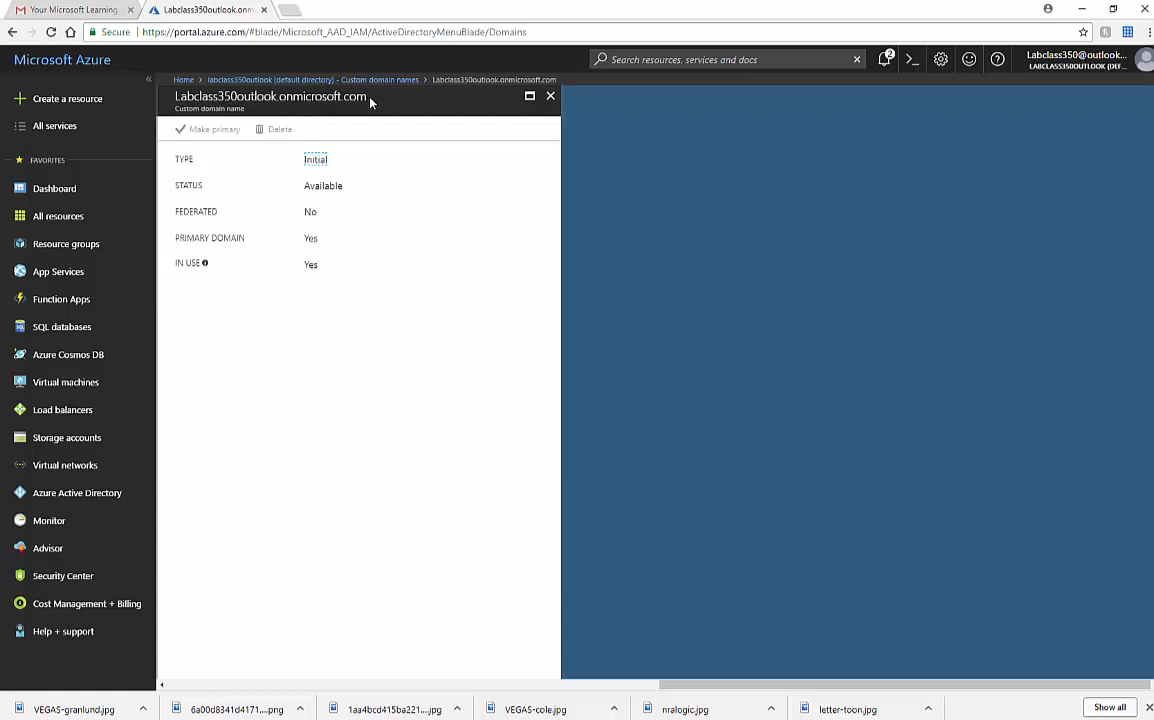 Your Microsoft Learning
Labclass350outlook.onm
Secure
https://portal.azure.com/#blade/Microsoft_AAD_IAM/ActiveDirectoryMenuBlade/Domains
Microsoft Azure
Search resources, services and docs
2
Labclass350@outlook....
LABCLASS350OUTLOOK (DEF...
Home > labclass350outlook (default directory) - Custom domain names > Labclass350outlook.onmicrosoft.com
Labclass350outlook.onmicrosoft.com
Custom domain name
Make primary
Delete
TYPE Initial
STATUS Available
FEDERATED No
PRIMARY DOMAIN Yes
IN USE Yes
Create a resource
All services
FAVORITES
Dashboard
All resources
Resource groups
App Services
Function Apps
SQL databases
Azure Cosmos DB
Virtual machines
Load balancers
Storage accounts
Virtual networks
Azure Active Directory
Monitor
Advisor
Security Center
Cost Management + Billing
Help + support
VEGAS-granlund.jpg
6a00d8341d4171....png
1aa4bcd415ba221...jpg
VEGAS-cole.jpg
nralogic.jpg
letter-toon.jpg
Show all